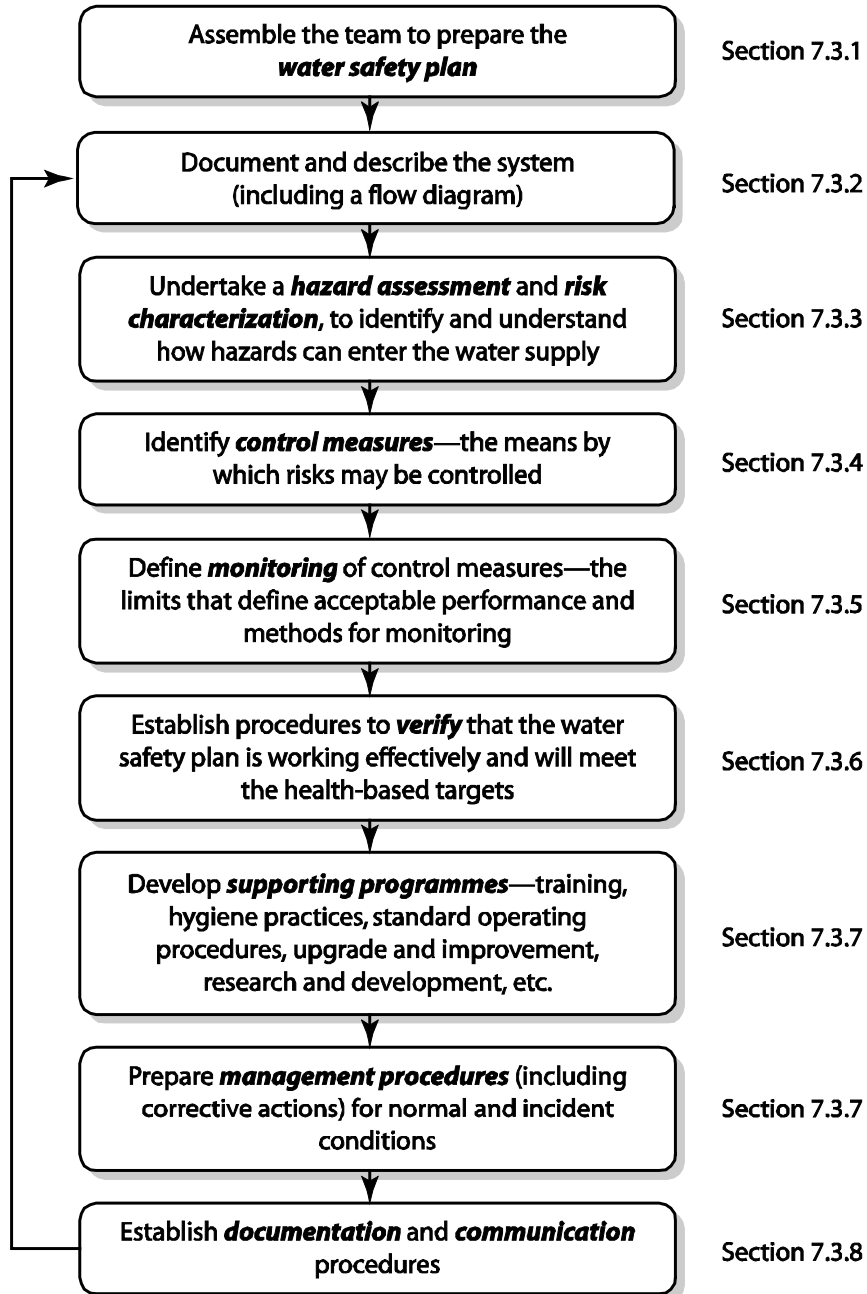 Assemble the team to prepare the
water safety plan
Section 7.3.1
Document and describe the system
(including a flow diagram)
Section 7.3.2
Undertake a hazard assessment and risk
characterization, to identify and understand
how hazards can enter the water supply
Section 7.3.3
Identify control measures—the means by
which risks may be controlled
Section 7.3.4
Define monitoring of control measures—the
limits that define acceptable performance and
methods for monitoring
Section 7.3.5
Establish procedures to verify that the water
safety plan is working effectively and will meet
the health-based targets
Section 7.3.6
Develop supporting programmes—training,
hygiene practices, standard operating
procedures, upgrade and improvement,
research and development, etc.
Section 7.3.7
Prepare management procedures (including
corrective actions) for normal and incident
conditions
Section 7.3.7
Establish documentation and communication
procedures
Section 7.3.8